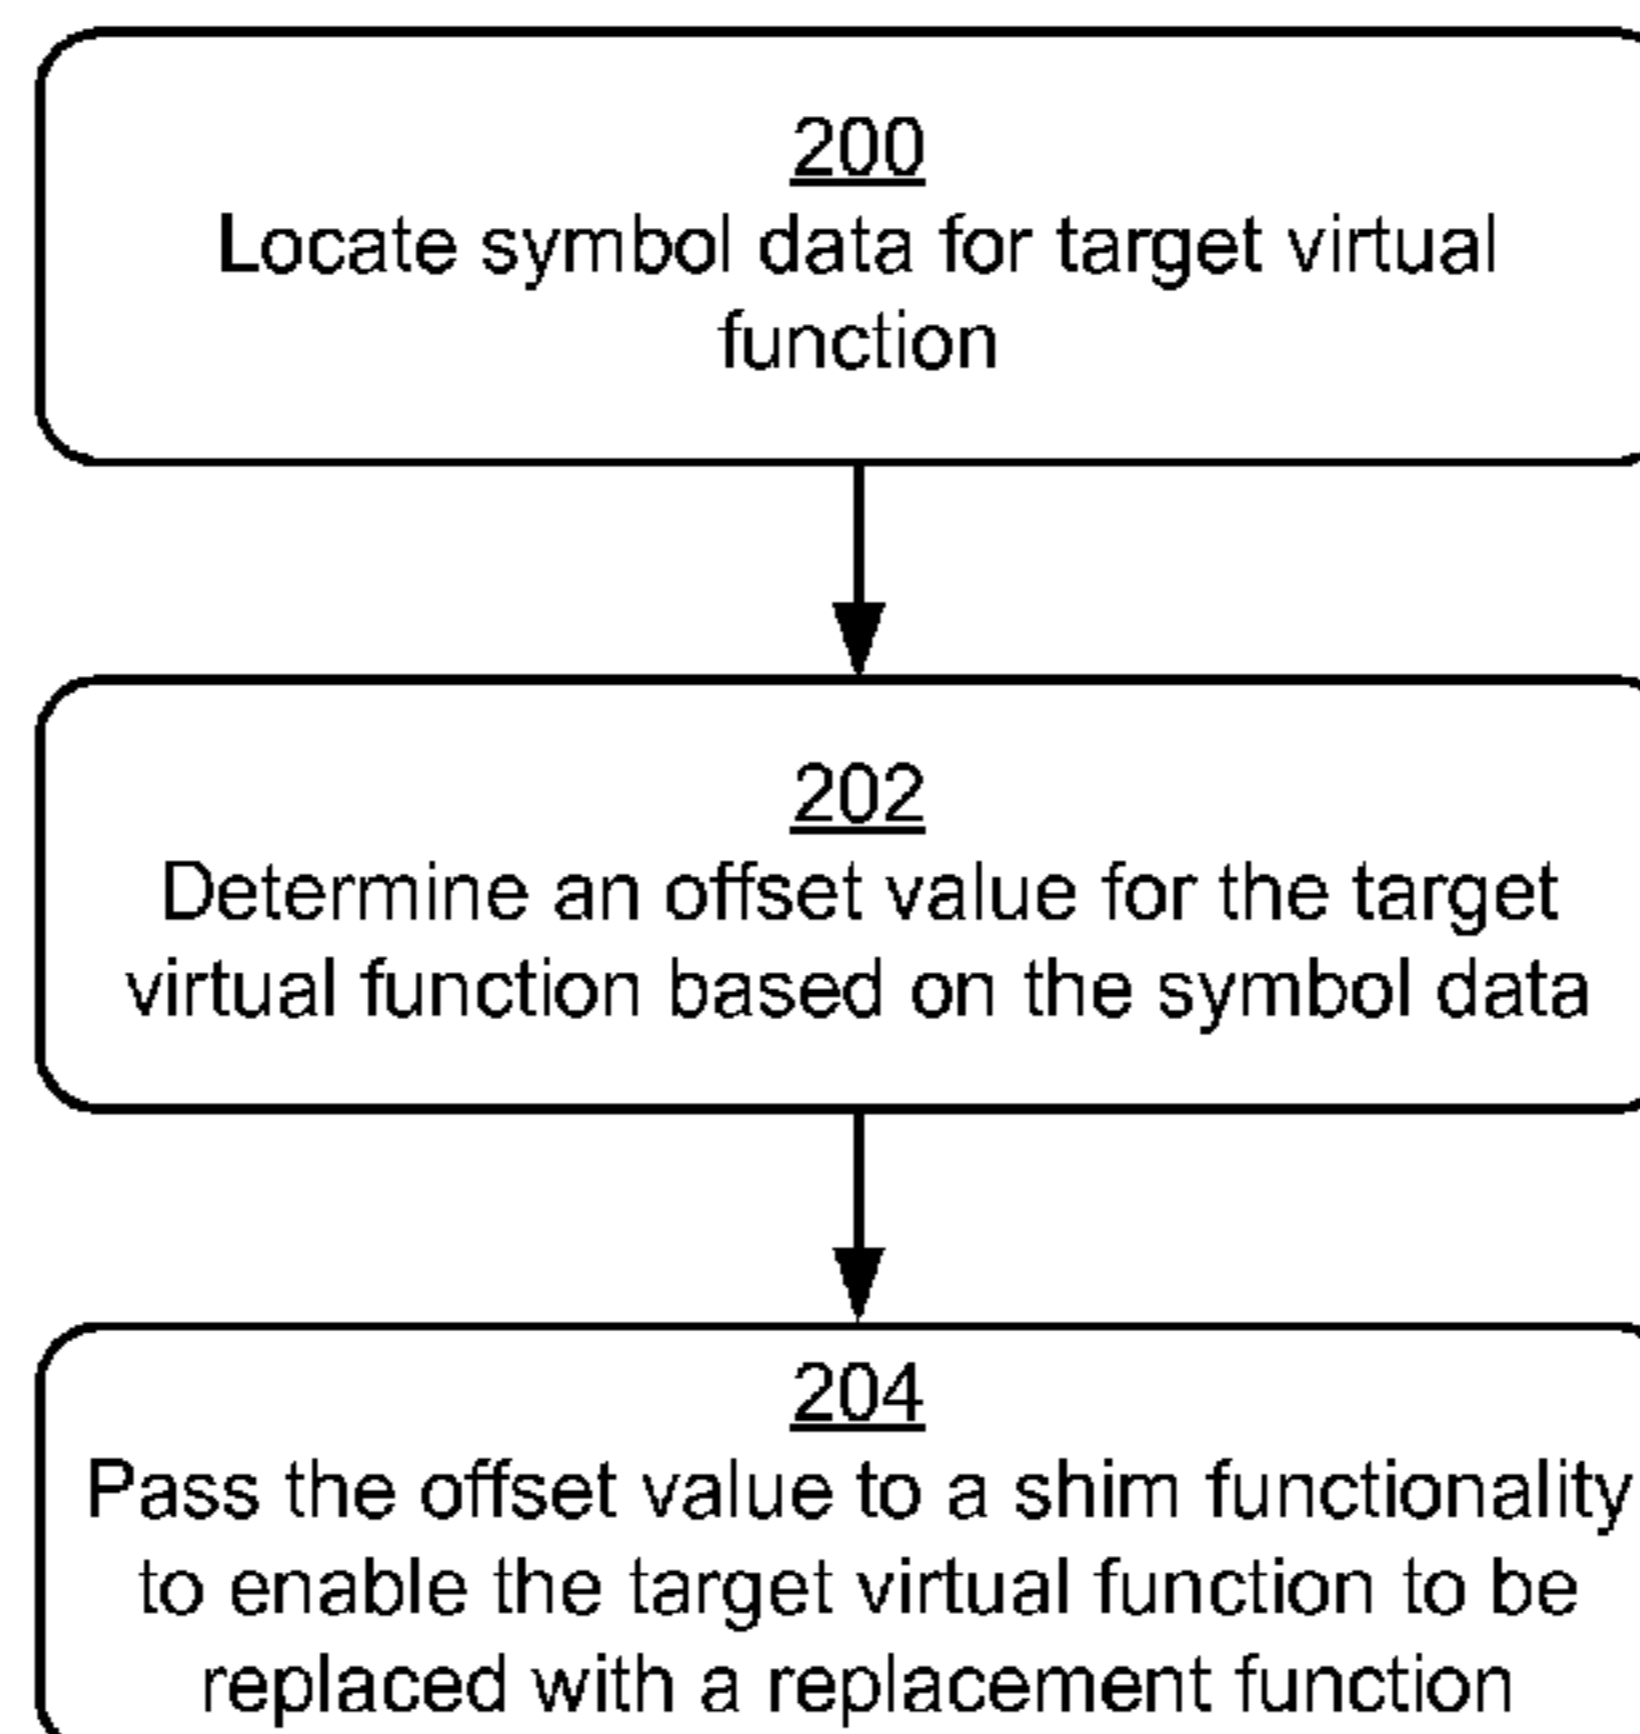 200
Locate symbol data for target virtual
function
202
Determine an offset value for the target
virtual function based on the symbol data
204
Pass the offset value to a shim functionality
to enable the target virtual function to be
replaced with a replacement function